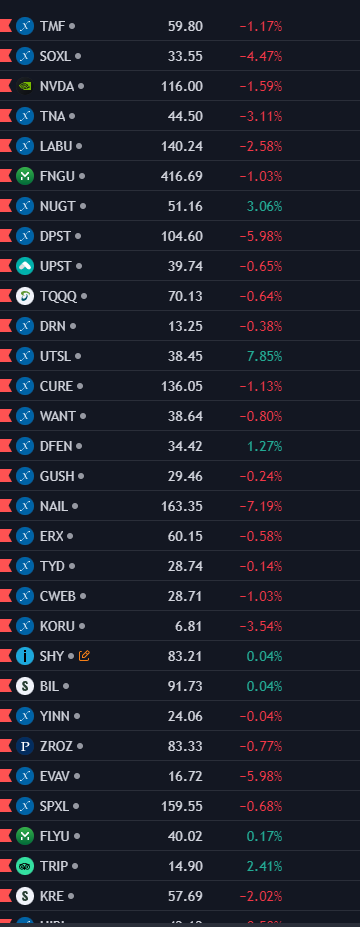 TMF 59.80 −1.17%
SOXL 33.55 −4.47%
NVDA 116.00 −1.59%
TNA 44.50 −3.11%
LABU 140.24 −2.58%
FNGU 416.69 −1.03%
NUGT 51.16 3.06%
DPST 104.60 −5.98%
UPST 39.74 −0.65%
TQQQ 70.13 −0.64%
DRN 13.25 −0.38%
UTSL 38.45 7.85%
CURE 136.05 −1.13%
WANT 38.64 −0.80%
DFEN 34.42 1.27%
GUSH 29.46 −0.24%
NAIL 163.35 −7.19%
ERX 60.15 −0.58%
TYD 28.74 −0.14%
CWEB 28.71 −1.03%
KORU 6.81 −3.54%
SHY 83.21 0.04%
BIL 91.73 0.04%
YINN 24.06 −0.04%
P ZROZ 83.33 −0.77%
EVAV 16.72 −5.98%
SPXL 159.55 −0.68%
FLYU 40.02 0.17%
TRIP 14.90 2.41%
S KRE 57.69 −2.02%